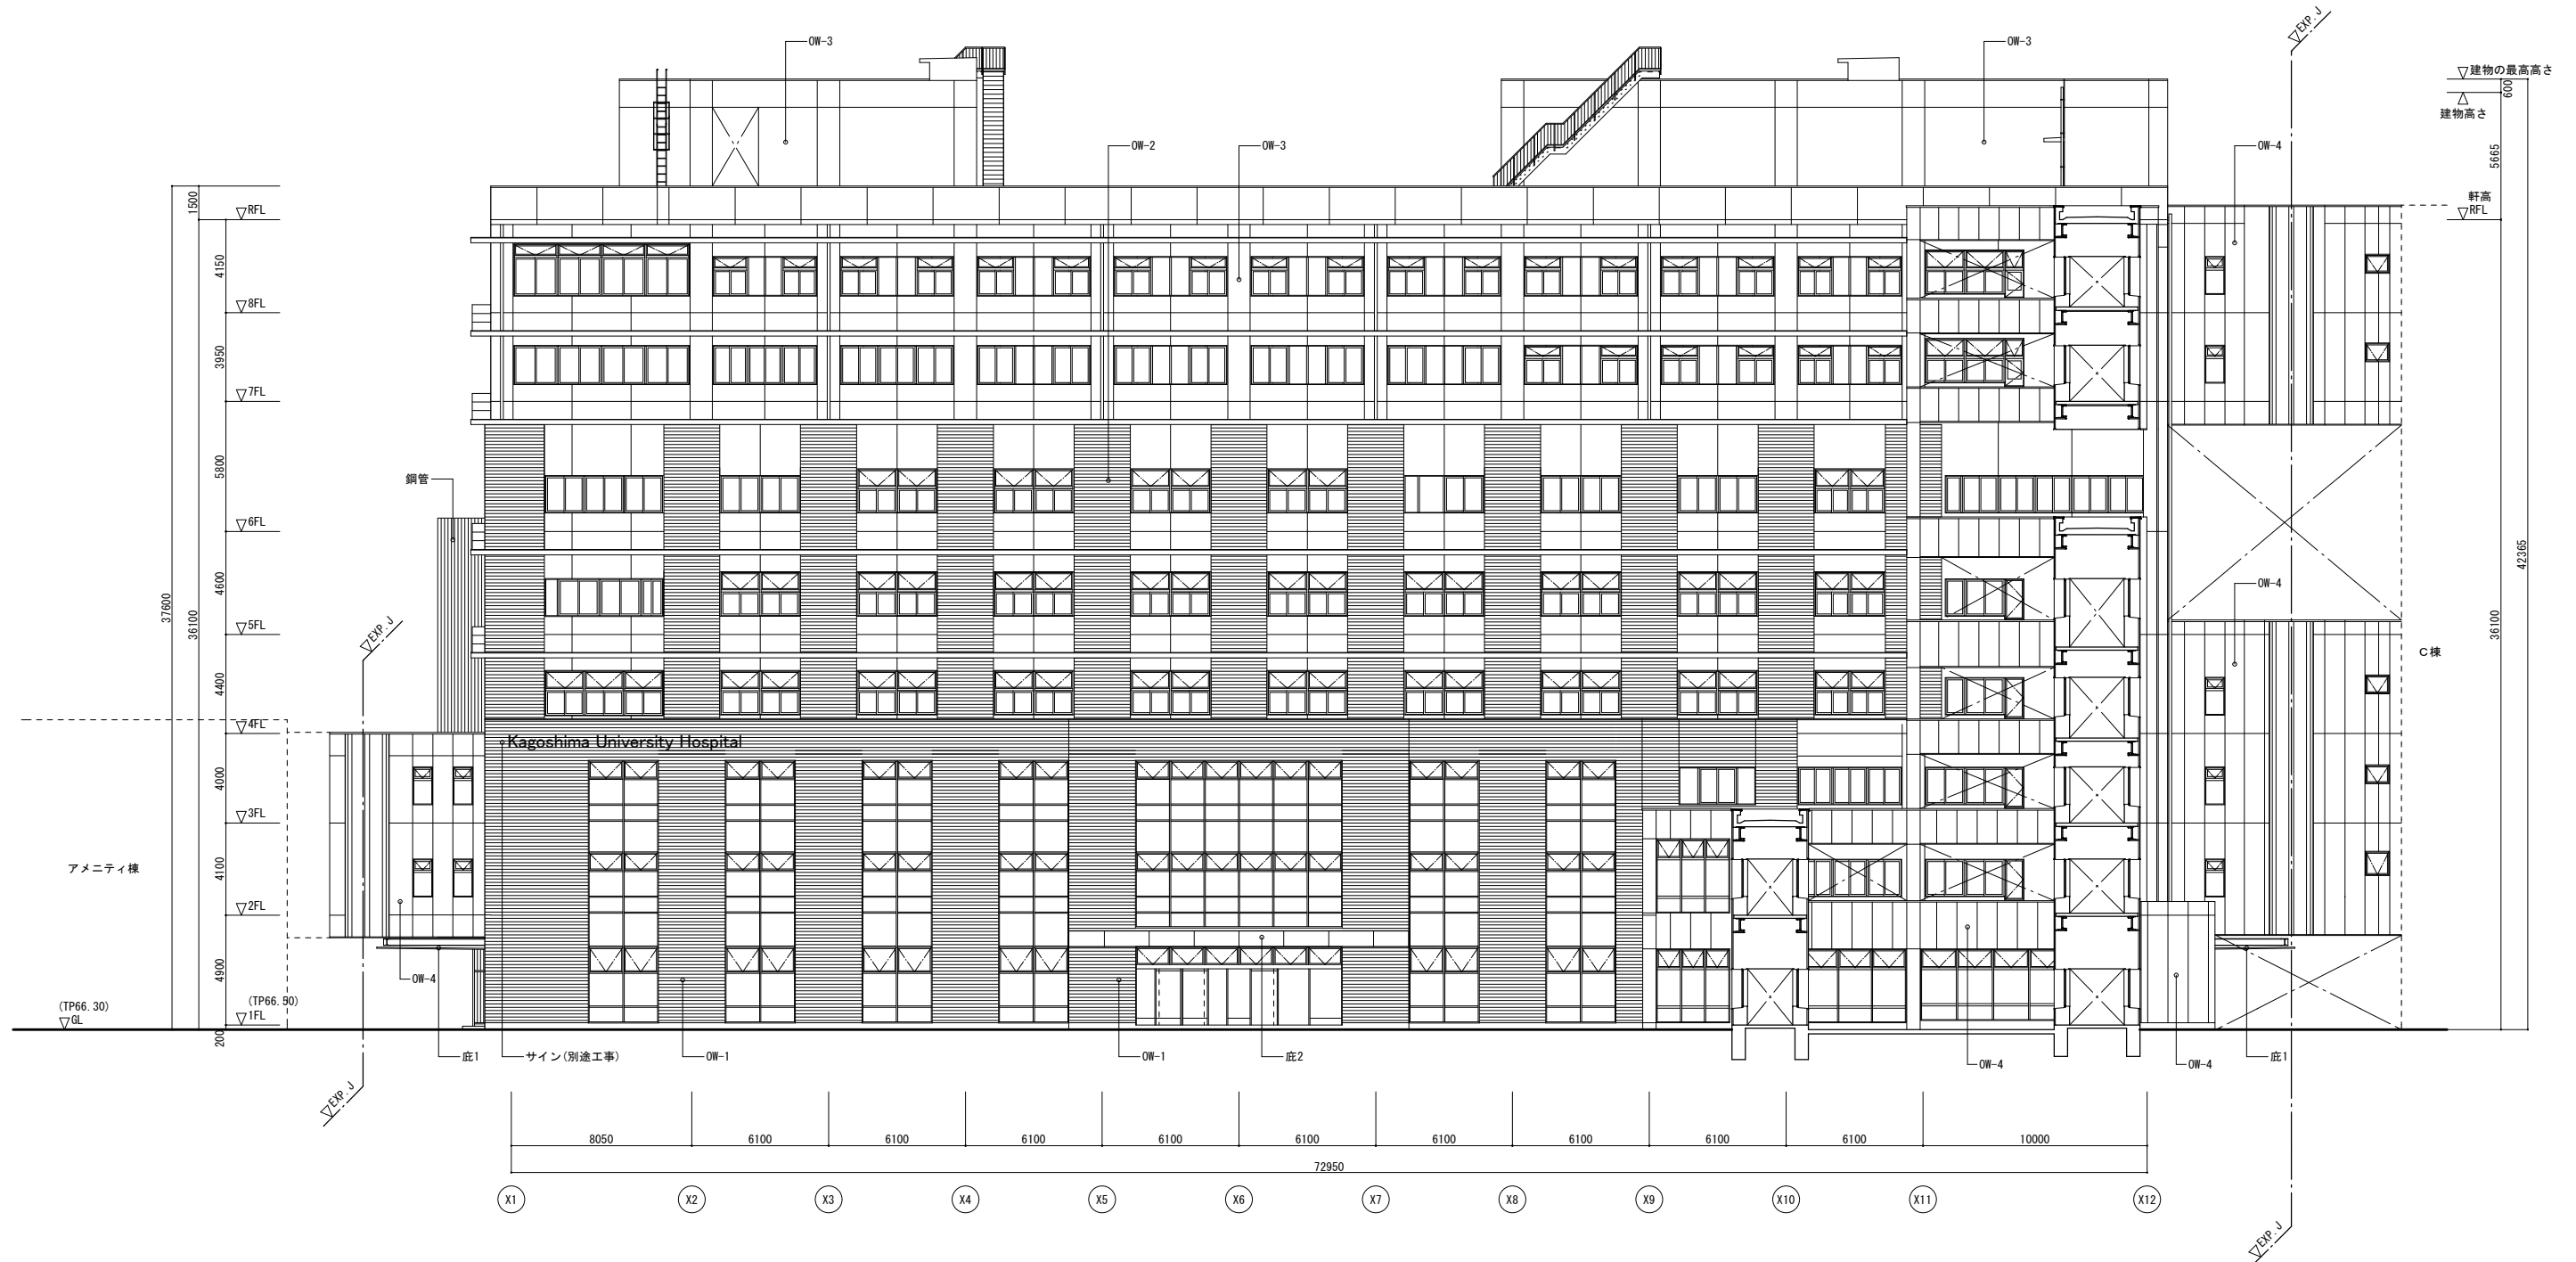 EXP.J
OW-3
OW-3
建物の最高高さ
600
建物高さ
OW-2
OW-3
OW-4
5665
1500
RFL
軒高
RFL
4150
8FL
3950
7FL
5800
鋼管
6FL
42365
4600
OW-4
37600
36100
5FL
EXP.J
36100
C棟
4400
4FL
Kagoshima University Hospital
4000
3FL
アメニティ棟
4100
2FL
4900
OW-4
(TP66.30)
GL
(TP66.50)
1FL
200
庇1
サイン(別途工事)
OW-1
OW-1
庇2
OW-4
OW-4
庇1
EXP.J
8050
6100
6100
6100
6100
6100
6100
6100
6100
6100
10000
72950
X1
X2
X3
X4
X5
X6
X7
X8
X9
X10
X11
X12
EXP.J